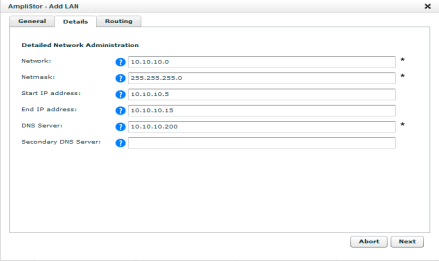 AmpliStor - Add LAN
General Details Routing
Detailed Network Administration
Network: ? 10.10.10.0 *
Netmask: ? 255.255.255.0 *
Start IP address: ? 10.10.10.5
End IP address: ? 10.10.10.15
DNS Server: ? 10.10.10.200 *
Secondary DNS Server: ?
Abort Next